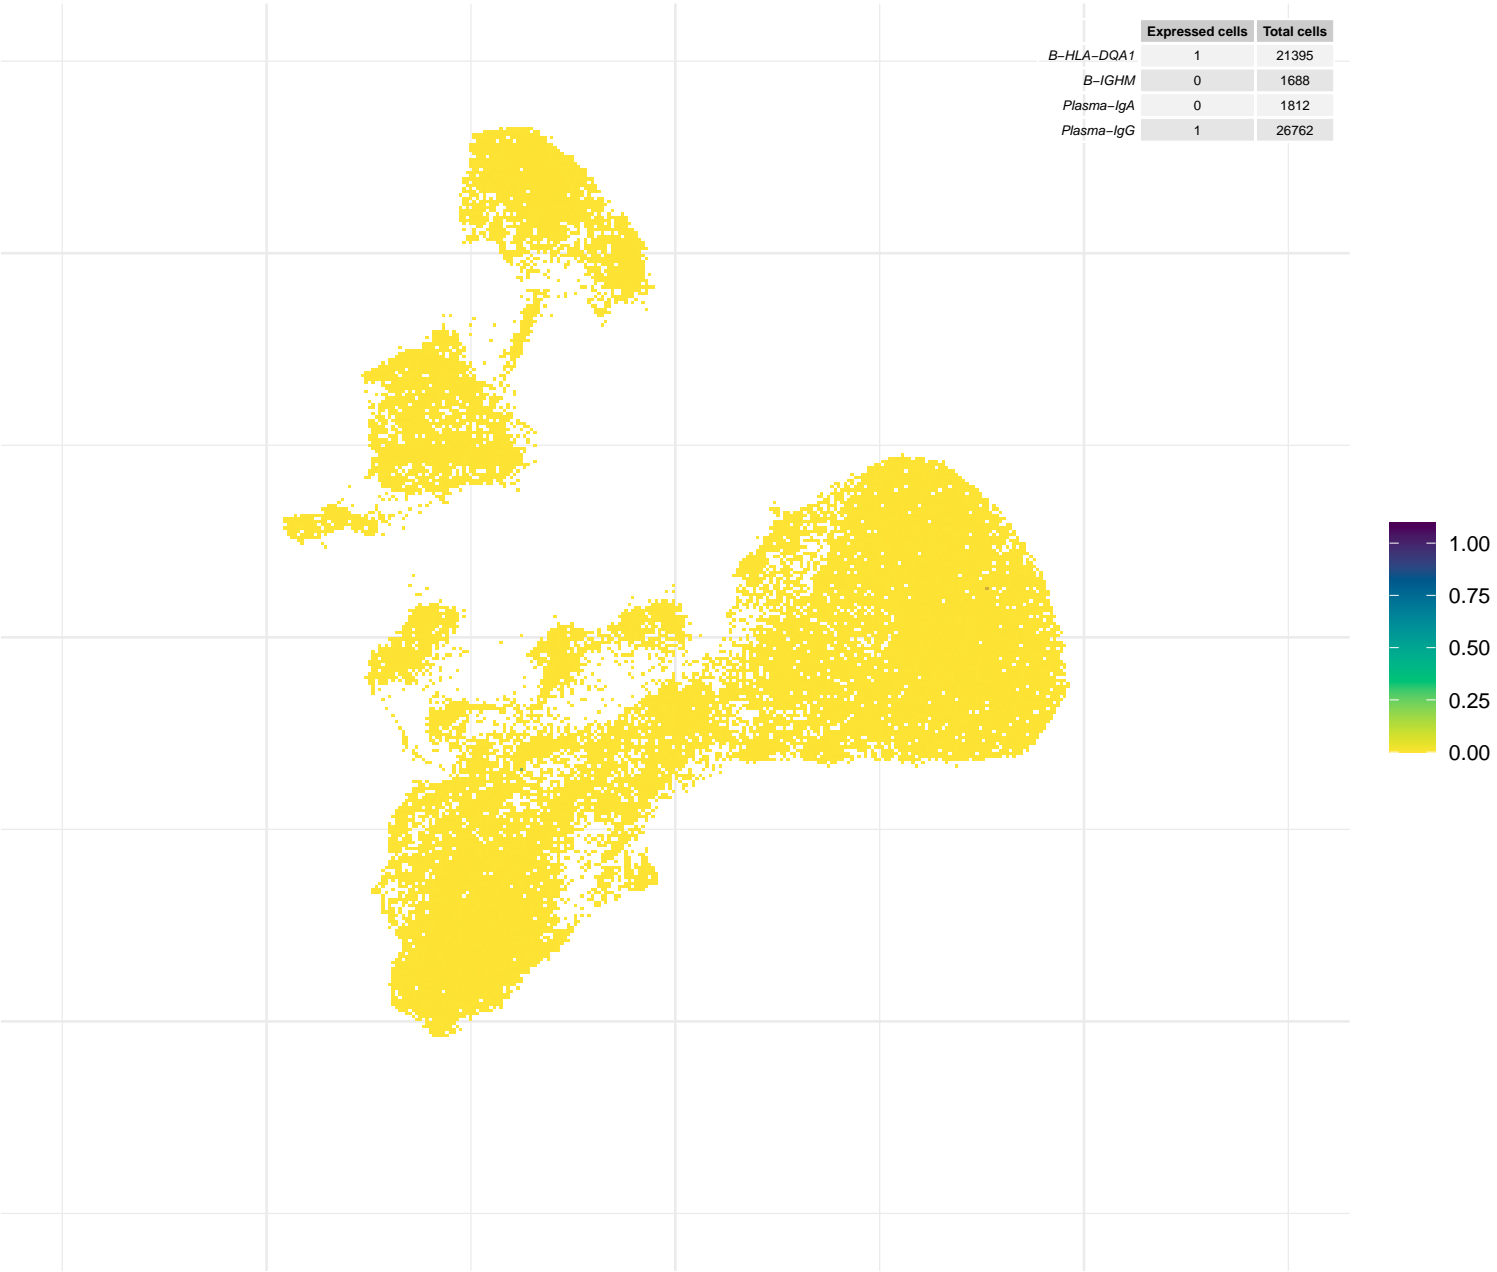 Expressed cells Total cells
B−HLA−DQA1 1 21395
B−IGHM 0 1688
Plasma−IgA 0 1812
Plasma−IgG 1 26762
1.00
0.75
0.50
0.25
0.00